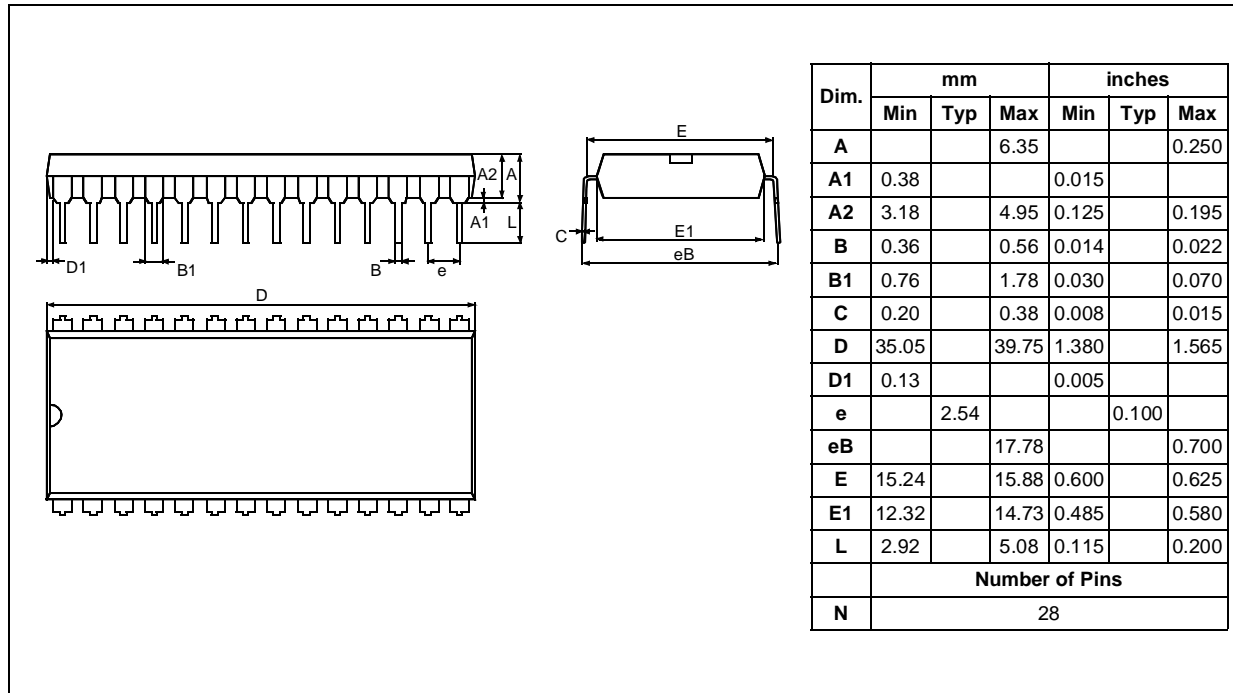 E
A2
A
A1
L
C
E1
eB
D1
B1
B
e
D
Dim. mm inches
Min Typ Max Min Typ Max
A 6.35 0.250
A1 0.38 0.015
A2 3.18 4.95 0.125 0.195
B 0.36 0.56 0.014 0.022
B1 0.76 1.78 0.030 0.070
C 0.20 0.38 0.008 0.015
D 35.05 39.75 1.380 1.565
D1 0.13 0.005
e 2.54 0.100
eB 17.78 0.700
E 15.24 15.88 0.600 0.625
E1 12.32 14.73 0.485 0.580
L 2.92 5.08 0.115 0.200
Number of Pins
N 28